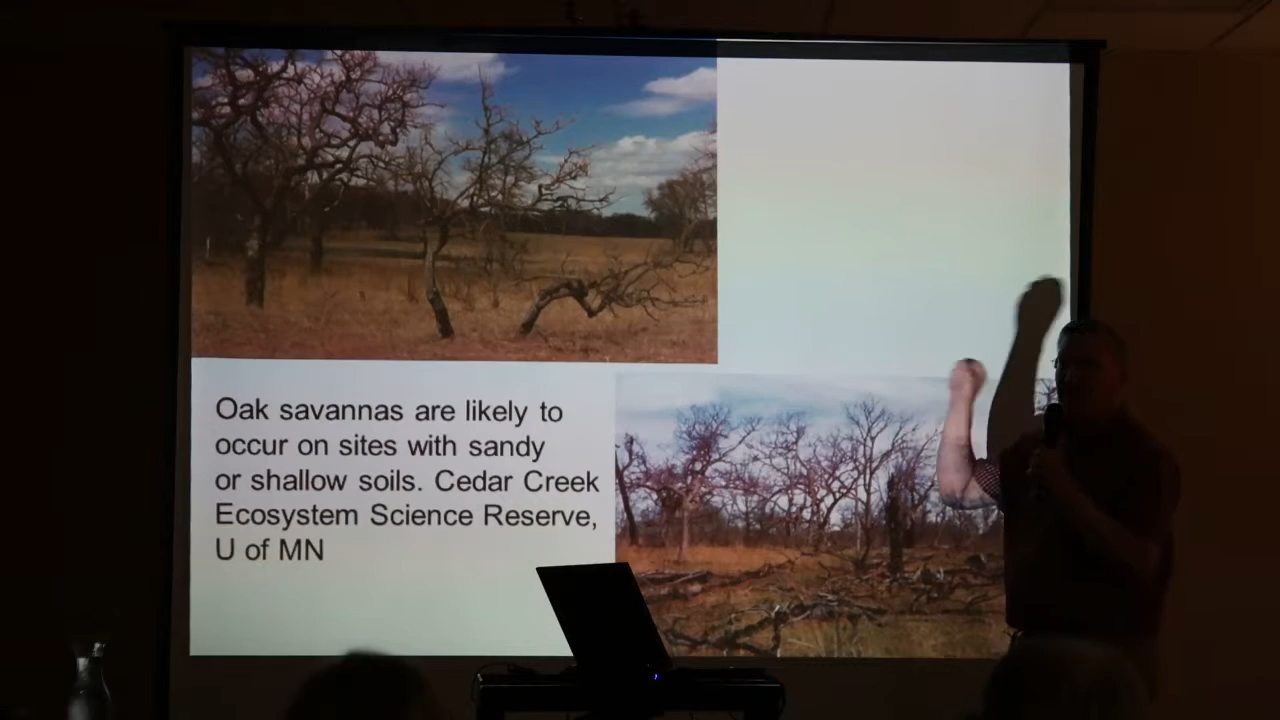 Oak savannas are likely to
occur on sites with sandy
or shallow soils. Cedar Creek
Ecosystem Science Reserve,
U of MN